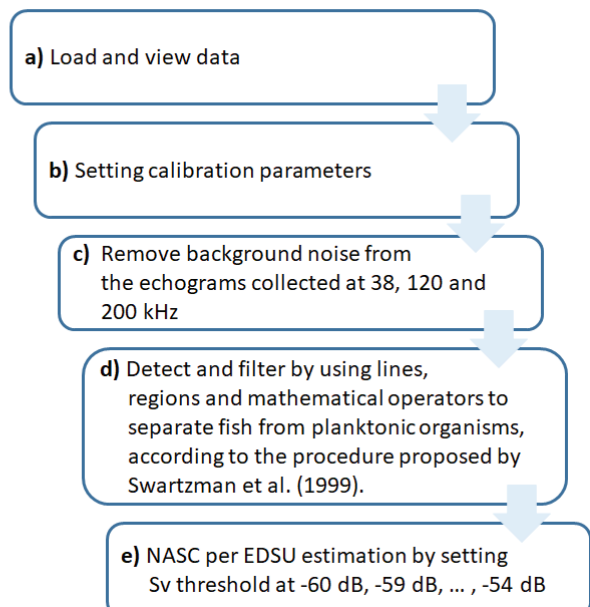 a) Load and view data
b) Setting calibration parameters
c) Remove background noise from
the echograms collected at 38, 120 and
200 kHz
d) Detect and filter by using lines,
regions and mathematical operators to
separate fish from planktonic organisms,
according to the procedure proposed by
Swartzman et al. (1999).
e) NASC per EDSU estimation by setting
Sv threshold at -60 dB, -59 dB, ... , -54 dB